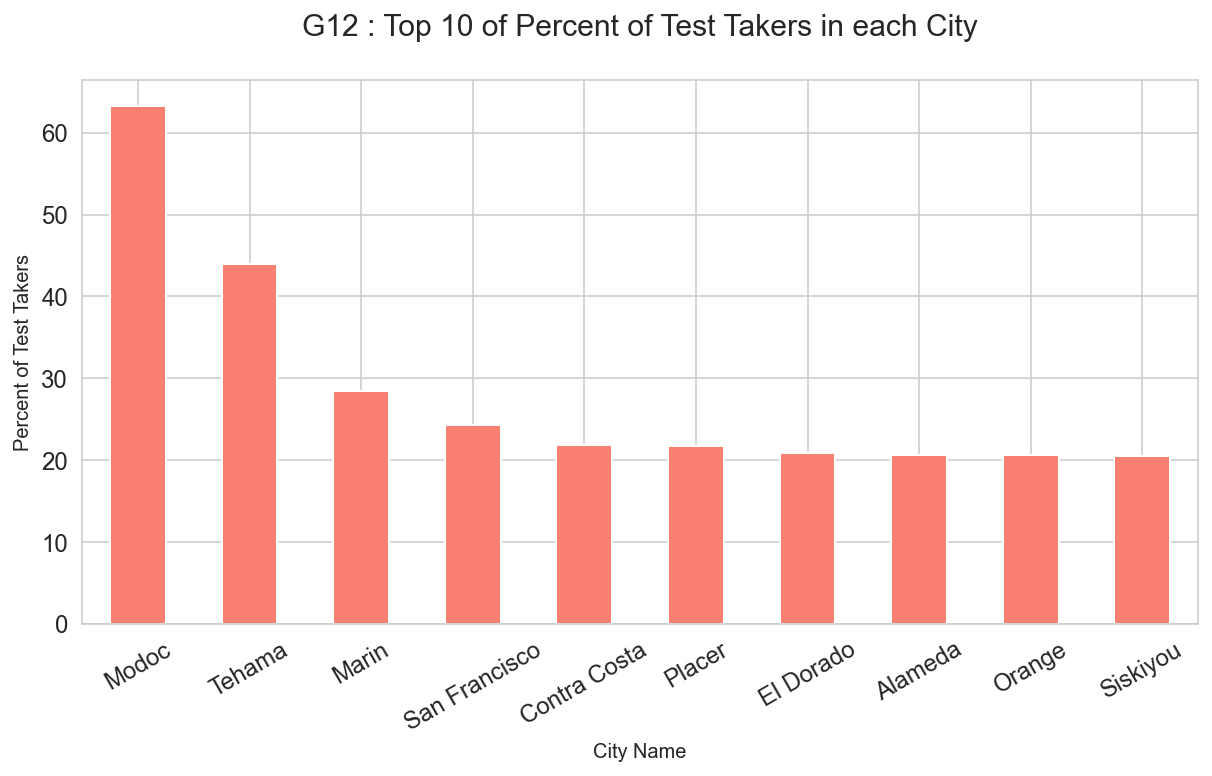 G12 : Top 10 of Percent of Test Takers in each City
Percent of Test Takers
60
50
40
30
20
10
0
Modoc
Tehama
Marin
San Francisco
Contra Costa
Placer
El Dorado
Alameda
Orange
Siskiyou
City Name